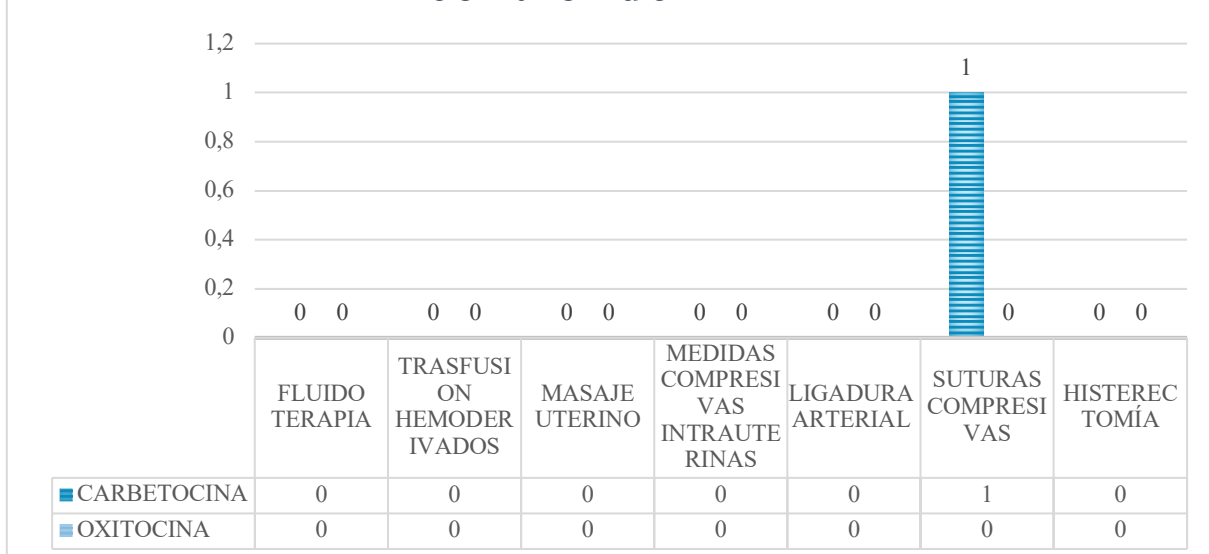 1,2
1
0,8
0,6
0,4
0,2
0
1
0 0 0 0 0 0 0 0 0 0 0 0 0
FLUIDO
TERAPIA
TRASFUSI
ON
HEMODER
IVADOS
MASAJE
UTERINO
MEDIDAS
COMPRESI
VAS
INTRAUTE
RINAS
LIGADURA
ARTERIAL
SUTURAS
COMPRESI
VAS
HISTEREC
TOMÍA
CARBETOCINA 0 0 0 0 0 1 0
OXITOCINA 0 0 0 0 0 0 0